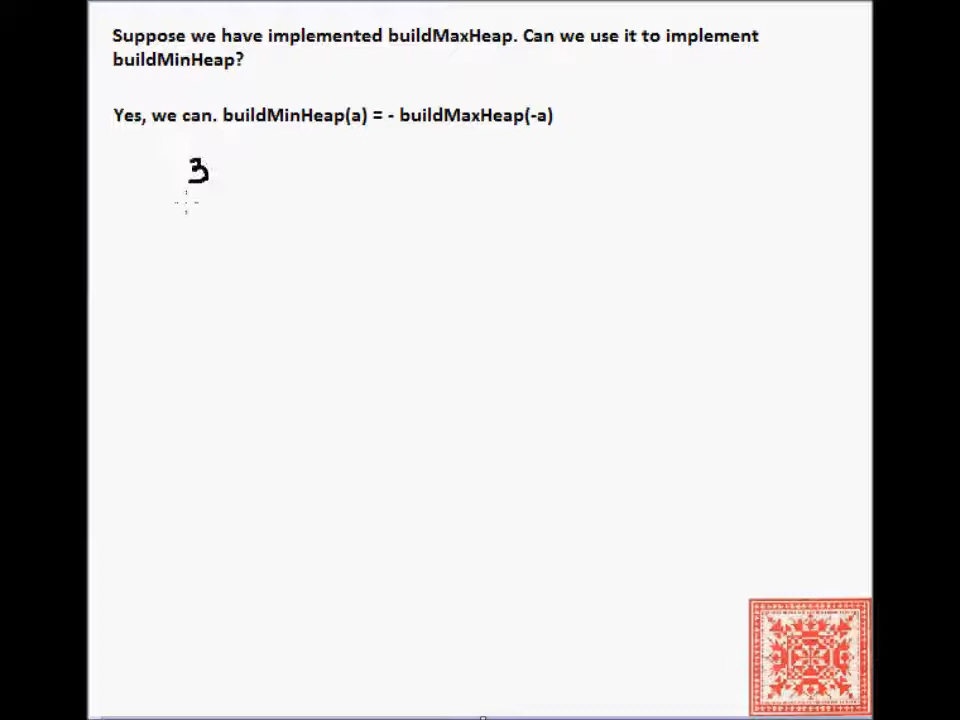 Suppose we have implemented buildMaxHeap. Can we use it to implement
buildMinHeap?
Yes, we can. buildMinHeap(a) = - buildMaxHeap(-a)
3